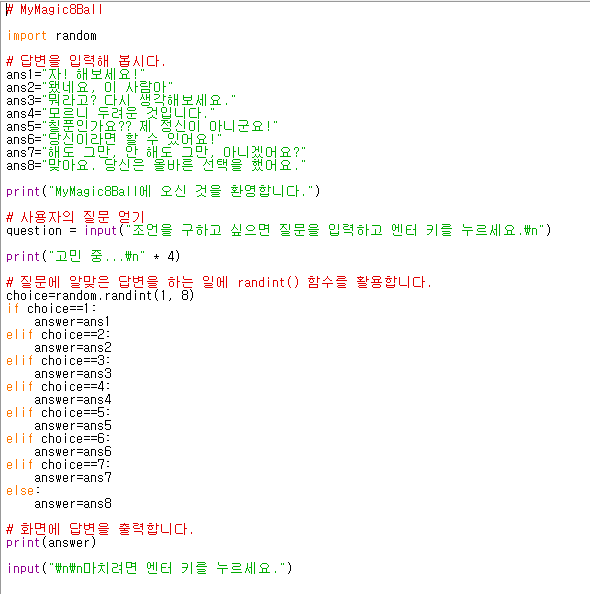 # MyMagic8Ball
import random
# 답변을 입력해 봅시다.
ans1="자! 해보세요!"
ans2="됐네요, 이 사람아"
ans3="뭐라고? 다시 생각해보세요."
ans4="모르니 두려운 것입니다."
ans5="칠푼인가요?? 제 정신이 아니군요!"
ans6="당신이라면 할 수 있어요!"
ans7="해도 그만, 안 해도 그만, 아니겠어요?"
ans8="맞아요. 당신은 올바른 선택을 했어요."
print("MyMagic8Ball에 오신 것을 환영합니다.")
# 사용자의 질문 얻기
question = input("조언을 구하고 싶으면 질문을 입력하고 엔터 키를 누르세요.₩n")
print("고민 중...₩n" * 4)
# 질문에 알맞은 답변을 하는 일에 randint() 함수를 활용합니다.
choice=random.randint(1, 8)
if choice==1:
    answer=ans1
elif choice==2:
    answer=ans2
elif choice==3:
    answer=ans3
elif choice==4:
    answer=ans4
elif choice==5:
    answer=ans5
elif choice==6:
    answer=ans6
elif choice==7:
    answer=ans7
else:
    answer=ans8
# 화면에 답변을 출력합니다.
print(answer)
input("₩n₩n마치려면 엔터 키를 누르세요.")